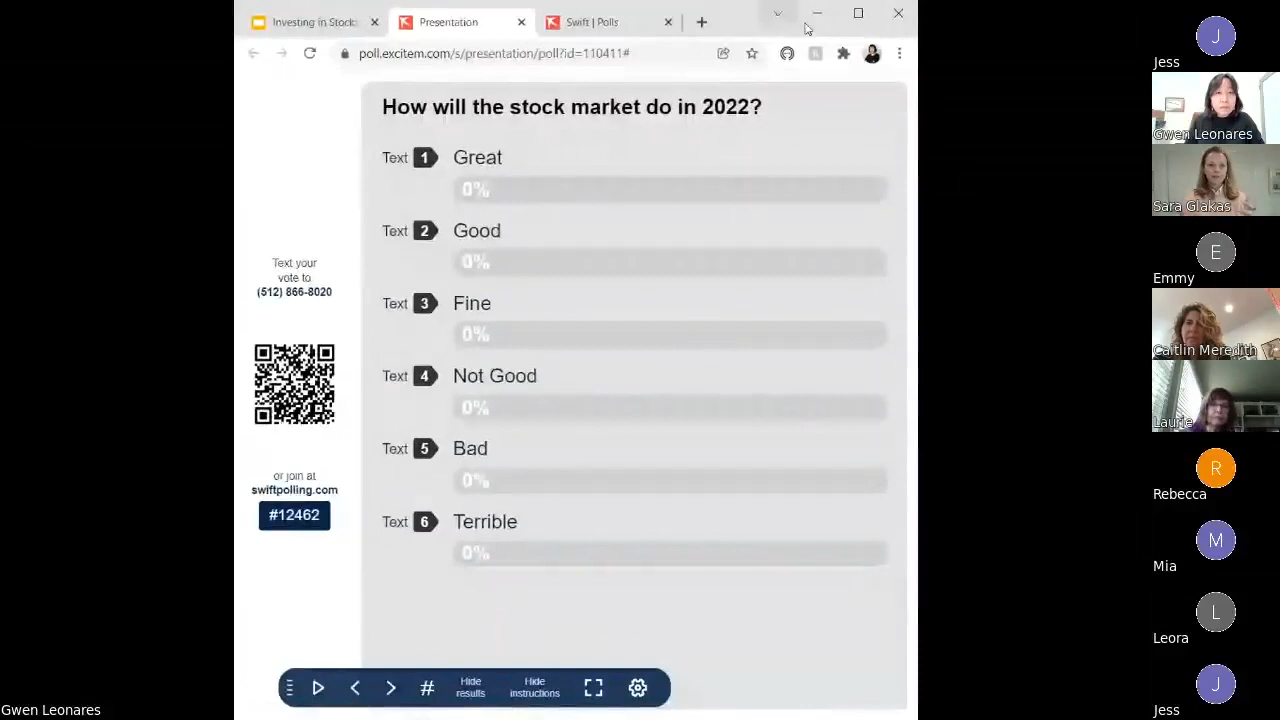 Investing in Stock
Presentation
Swift | Polls
poll.excitem.com/s/presentation/poll?id=110411#
How will the stock market do in 2022?
Text 1 Great
0%
Text 2 Good
0%
Text 3 Fine
0%
Text 4 Not Good
0%
Text 5 Bad
0%
Text 6 Terrible
0%
Text your
vote to
(512) 866-8020
or join at
swiftpolling.com
#12462
#
Hide
results
Hide
instructions
J
Jess
Gwen Leonares
Sara Glakas
E
Emmy
Caitlin Meredith
Laurie
R
Rebecca
M
Mia
L
Leora
J
Jess
Gwen Leonares